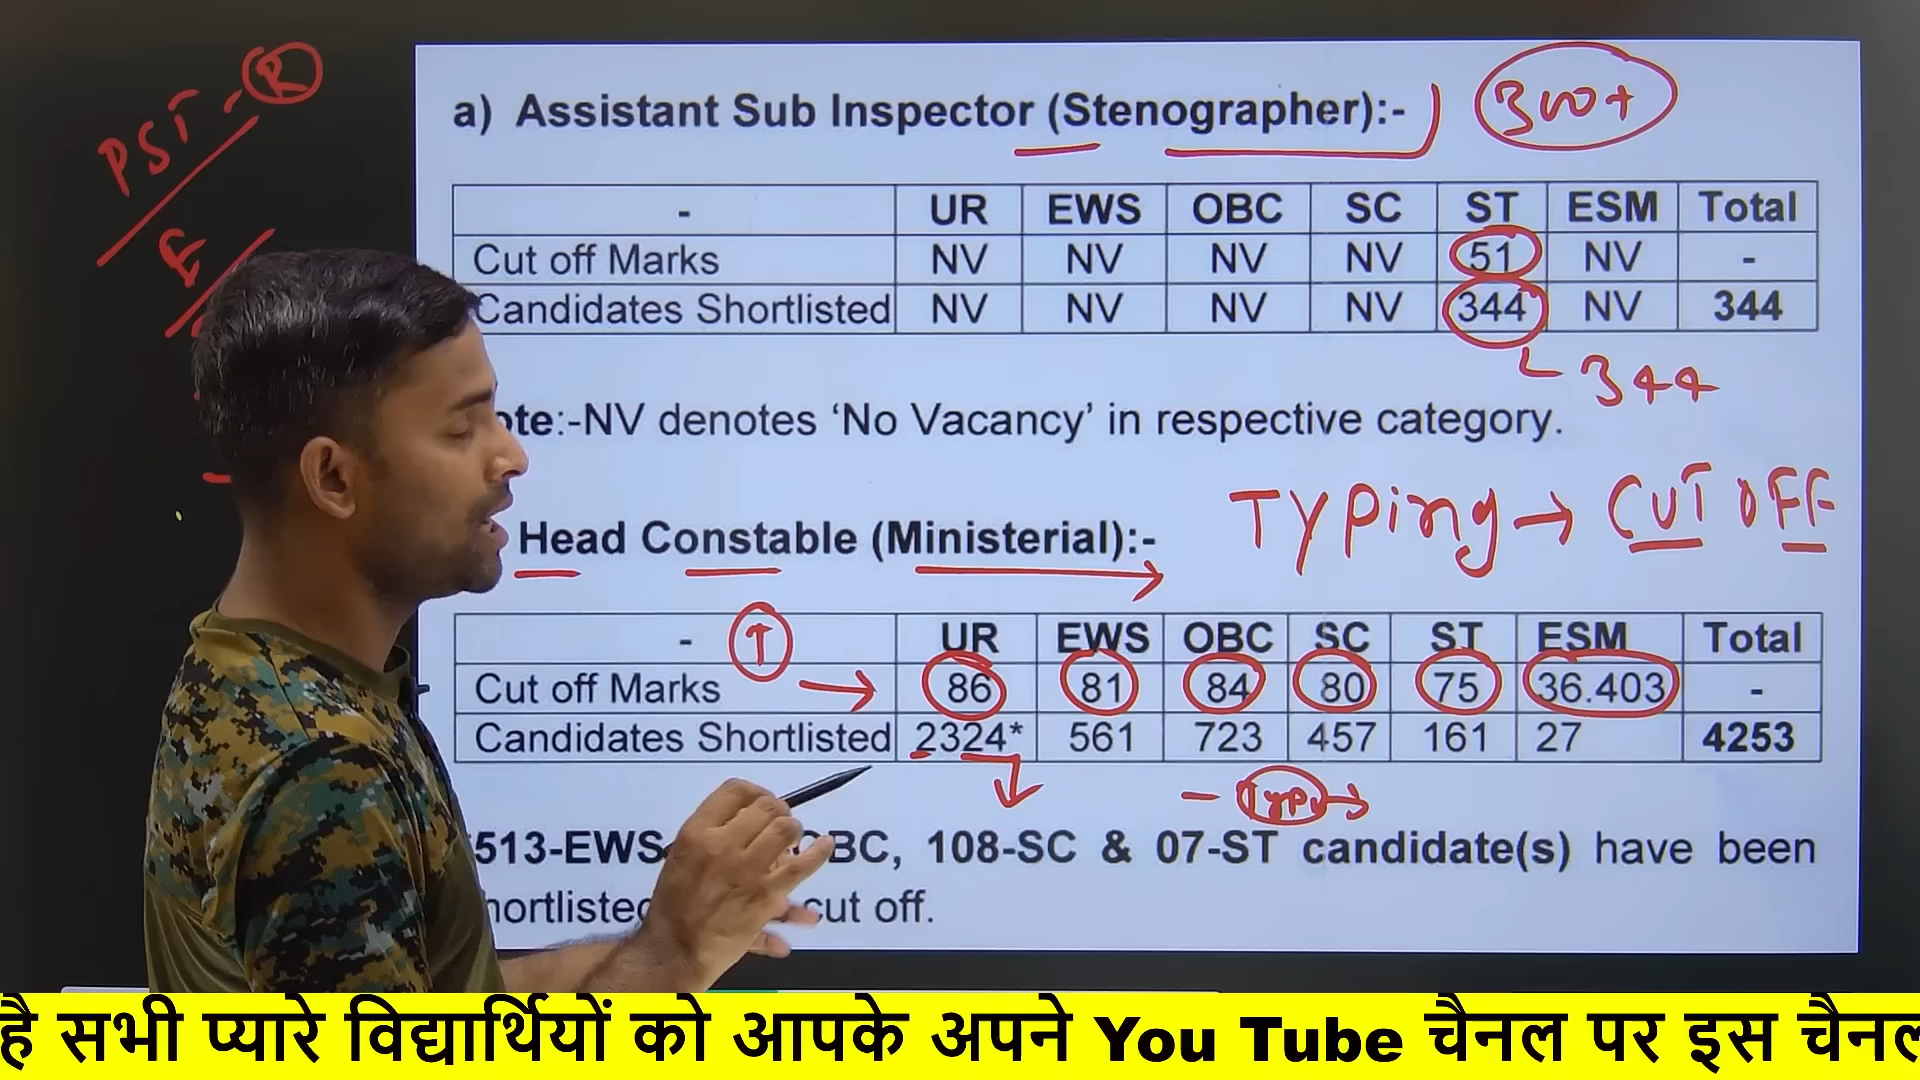 PST - R
a) Assistant Sub Inspector (Stenographer):-
300+
- UR EWS OBC SC ST ESM Total
Cut off Marks NV NV NV NV 51 NV -
Candidates Shortlisted NV NV NV NV 344 NV 344
344
:-NV denotes ‘No Vacancy’ in respective category.
Typing → CUT OFF
Head Constable (Ministerial):-
- ↑ UR EWS OBC SC ST ESM Total
Cut off Marks → 86 81 84 80 75 36.403 -
Candidates Shortlisted 2324* 561 723 457 161 27 4253
513-EWS 108-SC & 07-ST candidate(s) have been
cut off.
है सभी प्यारे विद्यार्थियों को आपके अपने You Tube चैनल पर इस चैनल